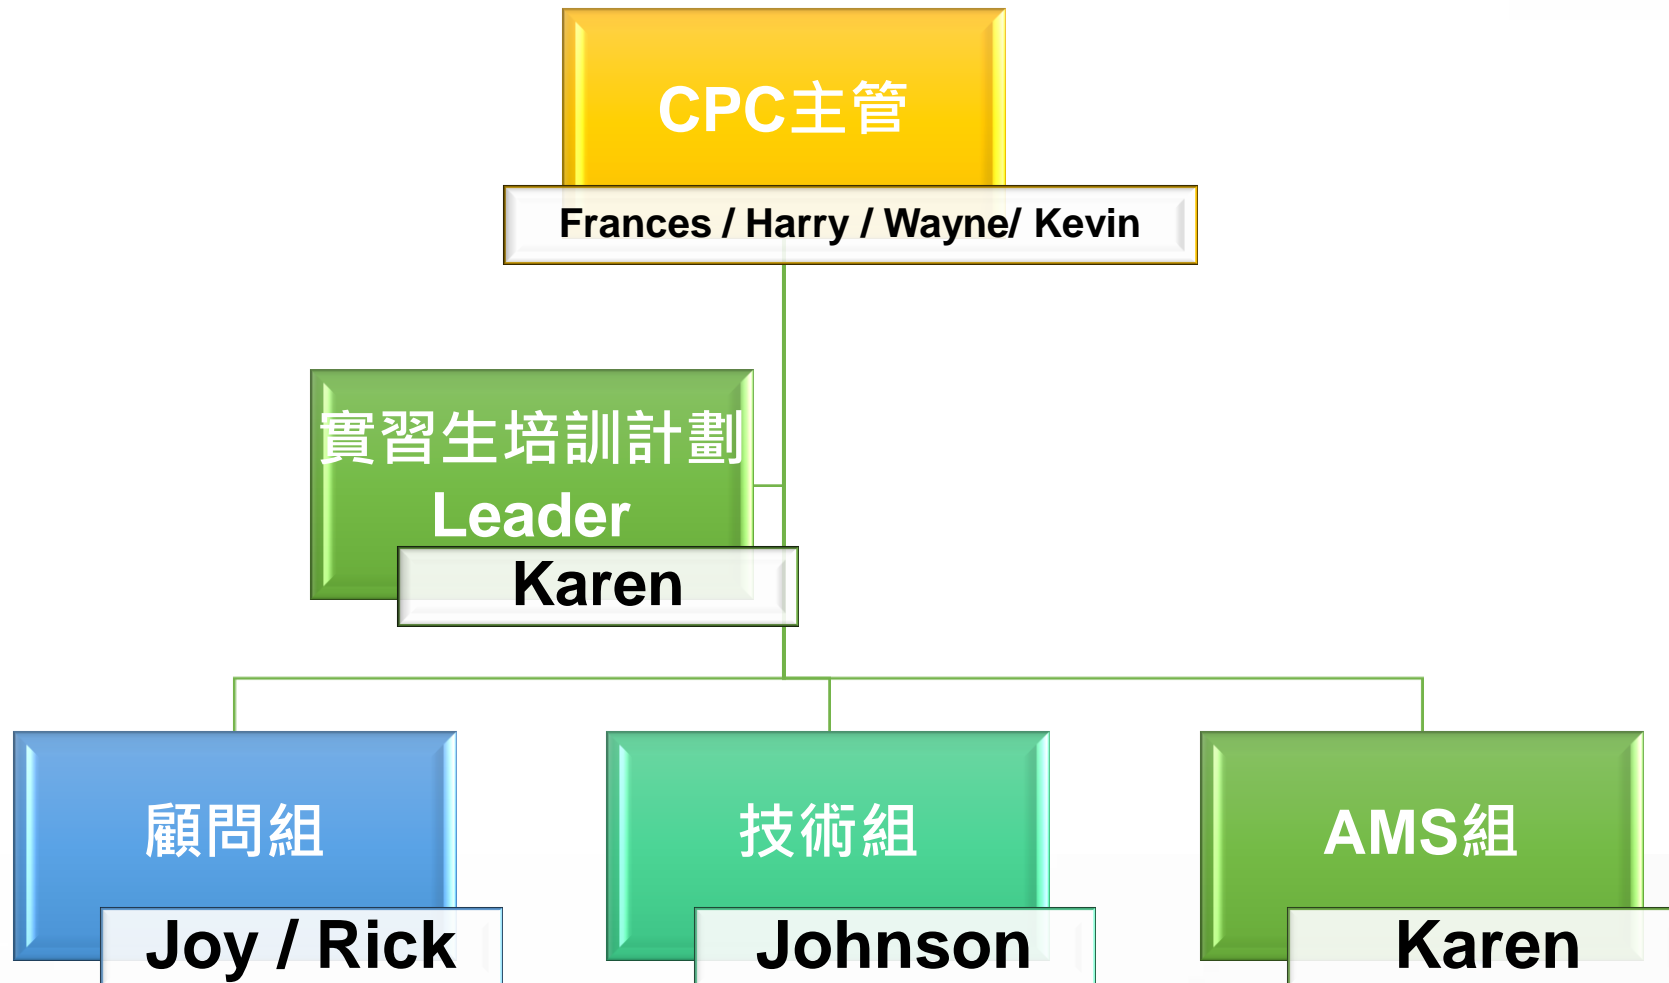 CPC主管
Frances / Harry / Wayne/ Kevin
實習生培訓計劃
Leader
Karen
顧問組
Joy / Rick
技術組
Johnson
AMS組
Karen